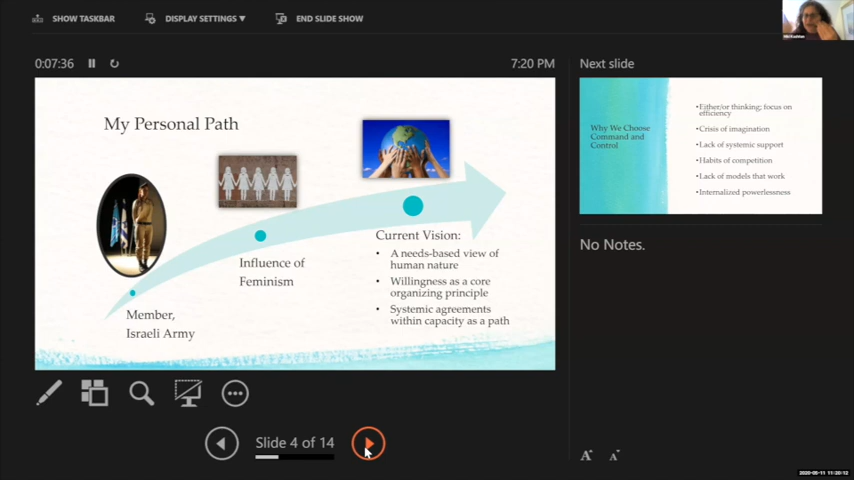 SHOW TASKBAR
DISPLAY SETTINGS ▼
END SLIDE SHOW
0:07:36
7:20 PM
My Personal Path
Member,
Israeli Army
Influence of
Feminism
Current Vision:
• A needs-based view of
human nature
• Willingness as a core
organizing principle
• Systemic agreements
within capacity as a path
Slide 4 of 14
Next slide
Why We Choose
Command and
Control
•Either/or thinking; focus on
efficiency
•Crisis of imagination
•Lack of systemic support
•Habits of competition
•Lack of models that work
•Internalized powerlessness
No Notes.
A
A